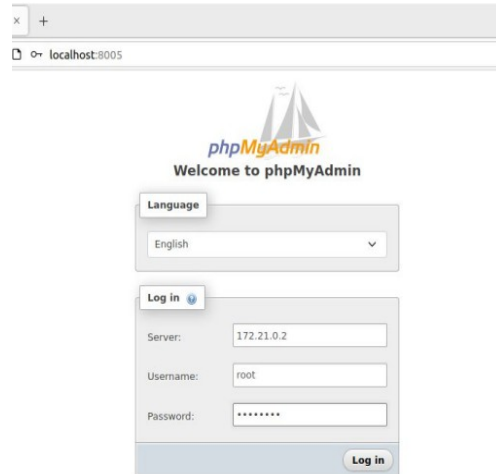 × +
localhost:8005
phpMyAdmin
Welcome to phpMyAdmin
Language
English
Log in
Server: 172.21.0.2
Username: root
Password: ••••••••
Log in